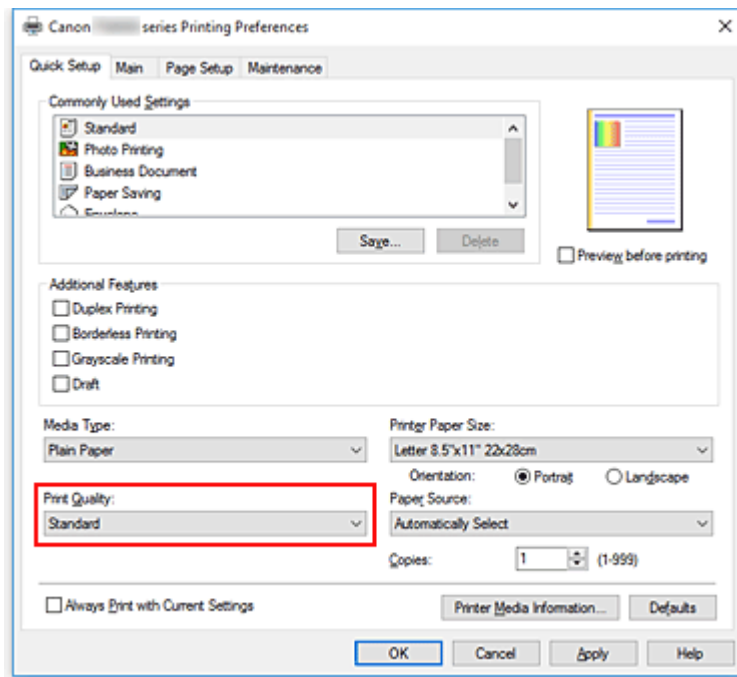 Canon series Printing Preferences
Quick Setup Main Page Setup Maintenance
Commonly Used Settings
Standard
Photo Printing
Business Document
Paper Saving
Envelope
Save... Delete
Preview before printing
Additional Features
Duplex Printing
Borderless Printing
Grayscale Printing
Draft
Media Type: Printer Paper Size:
Plain Paper Letter 8.5"x11" 22x28cm
Orientation: Portrait Landscape
Print Quality: Paper Source:
Standard Automatically Select
Copies: 1 (1-999)
Always Print with Current Settings Printer Media Information... Defaults
OK Cancel Apply Help